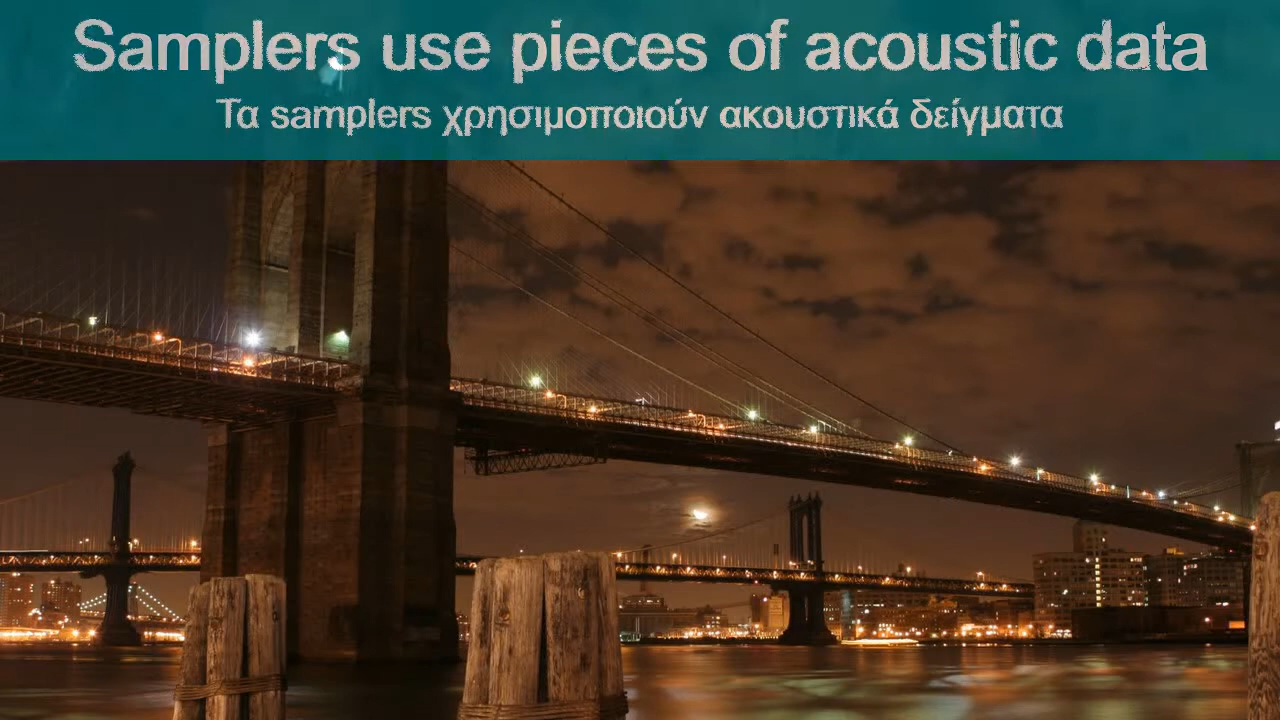 Samplers use pieces of acoustic data
Τα samplers χρησιμοποιούν ακουστικά δείγματα